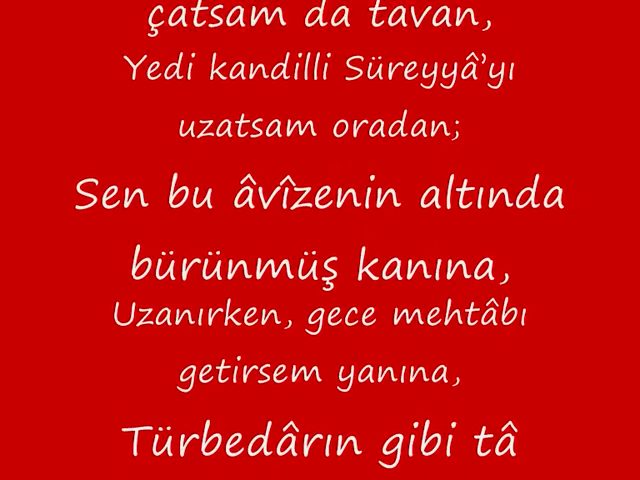 çatsam da tavan,
Yedi kandilli Süreyyâ’yı
uzatsam oradan;
Sen bu âvîzenin altında
bürünmüş kanına,
Uzanırken, gece mehtâbı
getirsem yanına,
Türbedârın gibi tâ